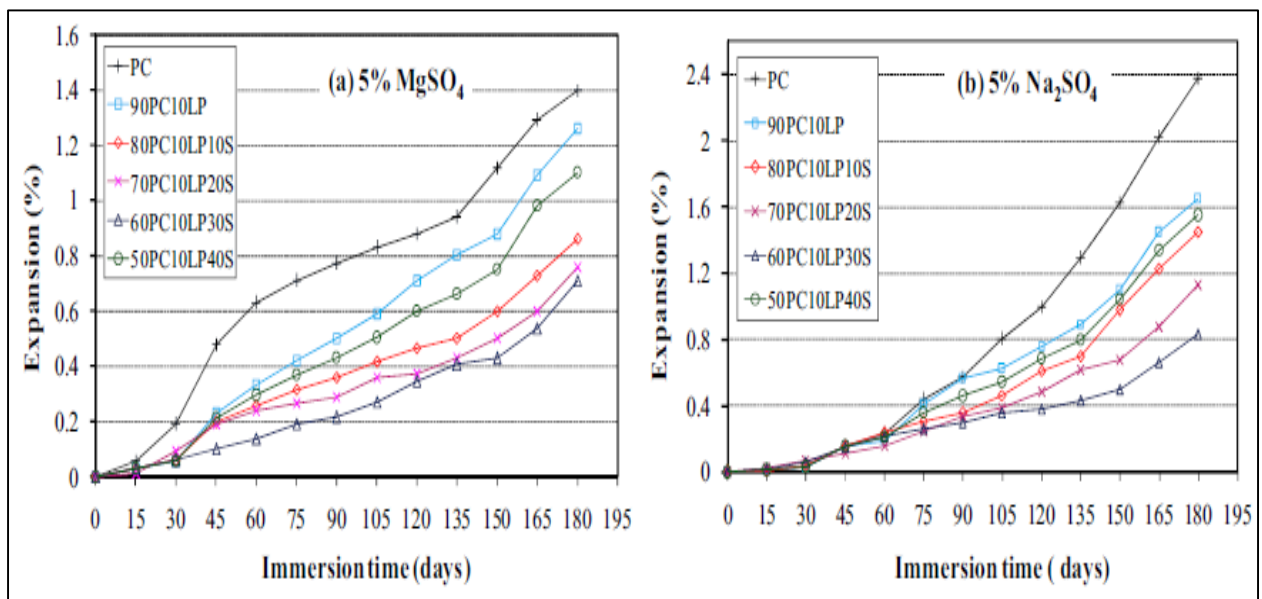 (a) 5% MgSO₄
PC
90PC10LP
80PC10LP10S
70PC10LP20S
60PC10LP30S
50PC10LP40S
Expansion (%)
1.6
1.4
1.2
1
0.8
0.6
0.4
0.2
0
0 15 30 45 60 75 90 105 120 135 150 165 180 195
Immersion time (days)
(b) 5% Na₂SO₄
PC
90PC10LP
80PC10LP10S
70PC10LP20S
60PC10LP30S
50PC10LP40S
Expansion (%)
2.4
2
1.6
1.2
0.8
0.4
0
0 15 30 45 60 75 90 105 120 135 150 165 180 195
Immersion time ( days)